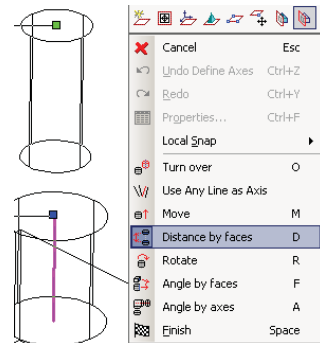 Cancel Esc
Undo Define Axes Ctrl+Z
Redo Ctrl+Y
Properties... Ctrl+F
Local Snap
Turn over O
Use Any Line as Axis
Move M
Distance by faces D
Rotate R
Angle by faces F
Angle by axes A
Finish Space